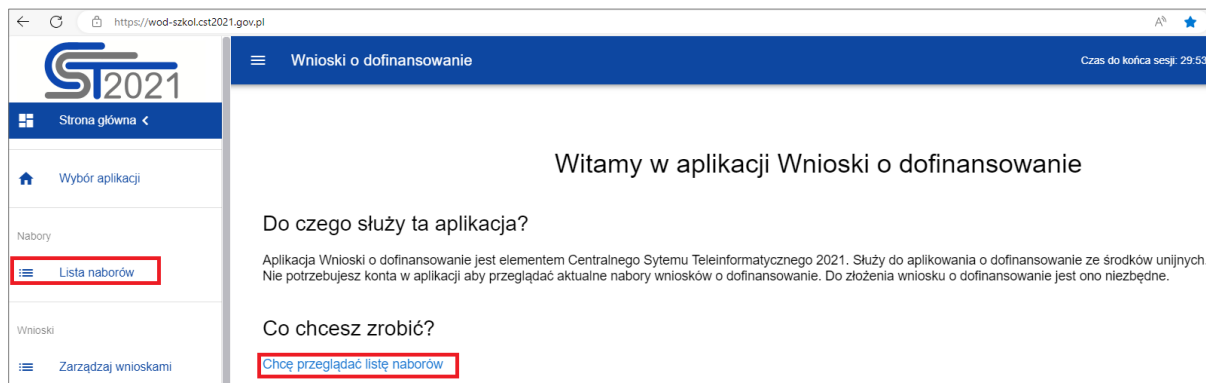 https://wod-szkol.cst2021.gov.pl
CST2021
Wnioski o dofinansowanie
Czas do końca sesji: 29:53
Strona główna
Wybór aplikacji
Nabory
Lista naborów
Wnioski
Zarządzaj wnioskami
Witamy w aplikacji Wnioski o dofinansowanie
Do czego służy ta aplikacja?
Aplikacja Wnioski o dofinansowanie jest elementem Centralnego Sytemu Teleinformatycznego 2021. Służy do aplikowania o dofinansowanie ze środków unijnych.
Nie potrzebujesz konta w aplikacji aby przeglądać aktualne nabory wniosków o dofinansowanie. Do złożenia wniosku o dofinansowanie jest ono niezbędne.
Co chcesz zrobić?
Chcę przeglądać listę naborów